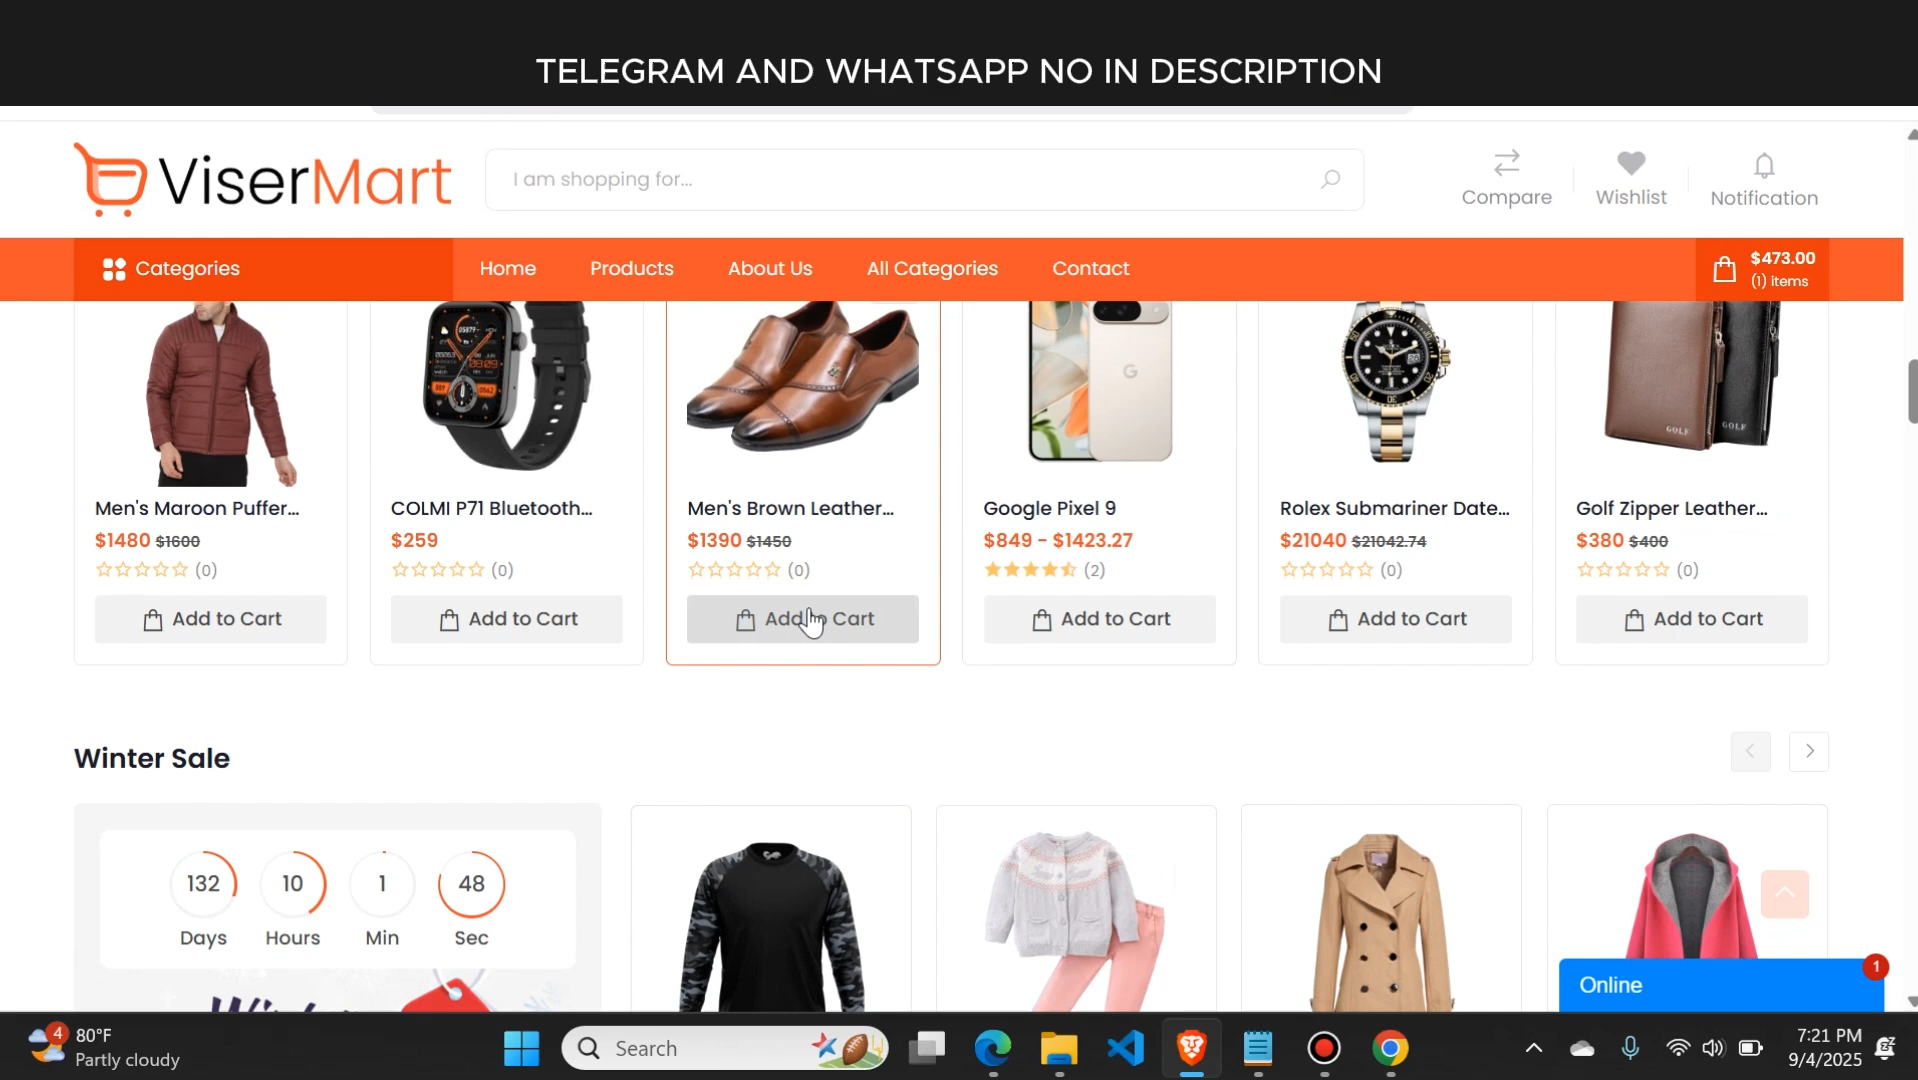 TELEGRAM AND WHATSAPP NO IN DESCRIPTION
ViserMart
I am shopping for...
Compare
Wishlist
Notification
Categories
Home
Products
About Us
All Categories
Contact
$473.00
(1) items
GOLF GOLF
Men's Maroon Puffer...
$1480 $1600
(0)
Add to Cart
COLMI P71 Bluetooth...
$259
(0)
Add to Cart
Men's Brown Leather...
$1390 $1450
(0)
Add to Cart
Google Pixel 9
$849 - $1423.27
(2)
Add to Cart
Rolex Submariner Date...
$21040 $21042.74
(0)
Add to Cart
Golf Zipper Leather...
$380 $400
(0)
Add to Cart
Winter Sale
132 10 1 48
Days Hours Min Sec
Online
1
4
80°F
Partly cloudy
Search
7:21 PM
9/4/2025